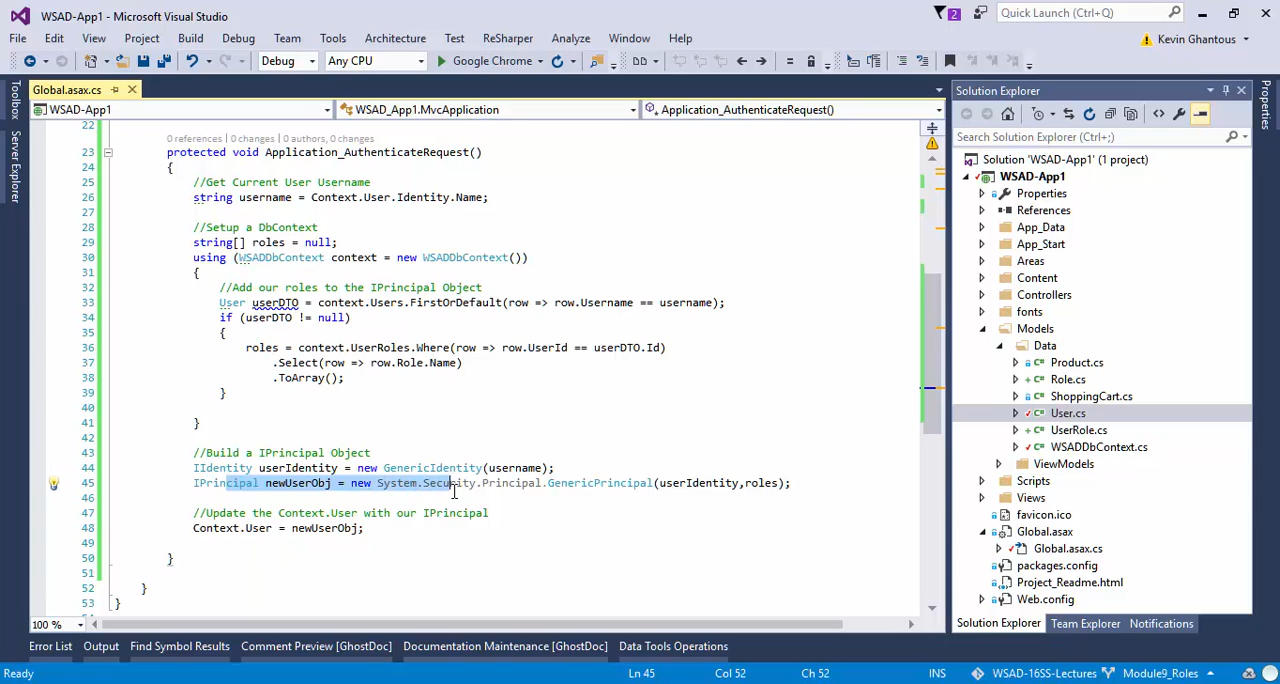 WSAD-App1 - Microsoft Visual Studio
2
Quick Launch (Ctrl+Q)
File Edit View Project Build Debug Team Tools Architecture Test ReSharper Analyze Window Help
Kevin Ghantous
Debug Any CPU Google Chrome
Toolbox
Server Explorer
Global.asax.cs
WSAD-App1 WSAD_App1.MvcApplication Application_AuthenticateRequest()
22
0 references | 0 changes | 0 authors, 0 changes
23 protected void Application_AuthenticateRequest()
24 {
25 //Get Current User Username
26 string username = Context.User.Identity.Name;
27
28 //Setup a DbContext
29 string[] roles = null;
30 using (WSADDbContext context = new WSADDbContext())
31 {
32 //Add our roles to the IPrincipal Object
33 User userDTO = context.Users.FirstOrDefault(row => row.Username == username);
34 if (userDTO != null)
35 {
36 roles = context.UserRoles.Where(row => row.UserId == userDTO.Id)
37 .Select(row => row.Role.Name)
38 .ToArray();
39 }
40
41 }
42
43 //Build a IPrincipal Object
44 IIdentity userIdentity = new GenericIdentity(username);
45 IPrincipal newUserObj = new System.Security.Principal.GenericPrincipal(userIdentity,roles);
46
47 //Update the Context.User with our IPrincipal
48 Context.User = newUserObj;
49
50 }
51
52 }
53 }
100 %
Solution Explorer
Search Solution Explorer (Ctrl+;)
Solution 'WSAD-App1' (1 project)
WSAD-App1
Properties
References
App_Data
App_Start
Areas
Content
Controllers
fonts
Models
Data
Product.cs
Role.cs
ShoppingCart.cs
User.cs
UserRole.cs
WSADDbContext.cs
ViewModels
Scripts
Views
favicon.ico
Global.asax
Global.asax.cs
packages.config
Project_Readme.html
Web.config
Solution Explorer Team Explorer Notifications
Properties
Error List Output Find Symbol Results Comment Preview [GhostDoc] Documentation Maintenance [GhostDoc] Data Tools Operations
Ready Ln 45 Col 52 Ch 52 INS WSAD-16SS-Lectures Module9_Roles